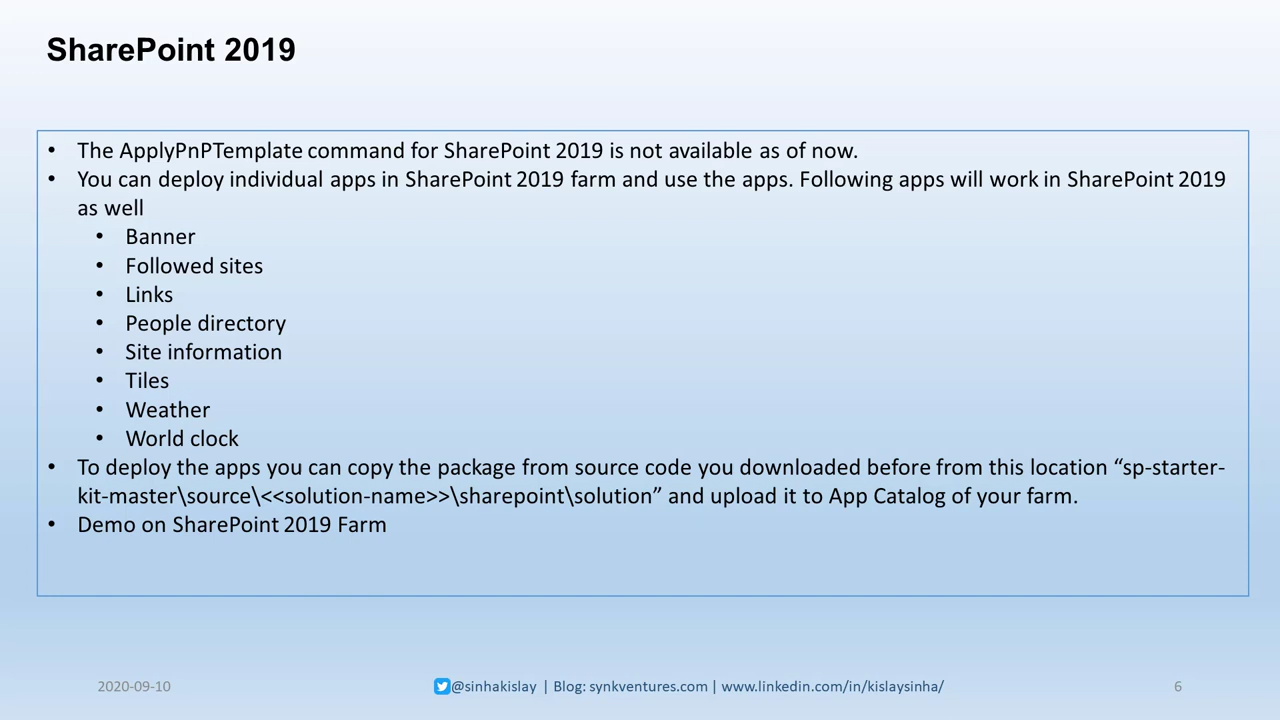 SharePoint 2019
• The ApplyPnPTemplate command for SharePoint 2019 is not available as of now.
• You can deploy individual apps in SharePoint 2019 farm and use the apps. Following apps will work in SharePoint 2019
as well
• Banner
• Followed sites
• Links
• People directory
• Site information
• Tiles
• Weather
• World clock
• To deploy the apps you can copy the package from source code you downloaded before from this location “sp-starter-
kit-master\source\<<solution-name>>\sharepoint\solution” and upload it to App Catalog of your farm.
• Demo on SharePoint 2019 Farm
2020-09-10
@sinhakislay | Blog: synkventures.com | www.linkedin.com/in/kislaysinha/
6